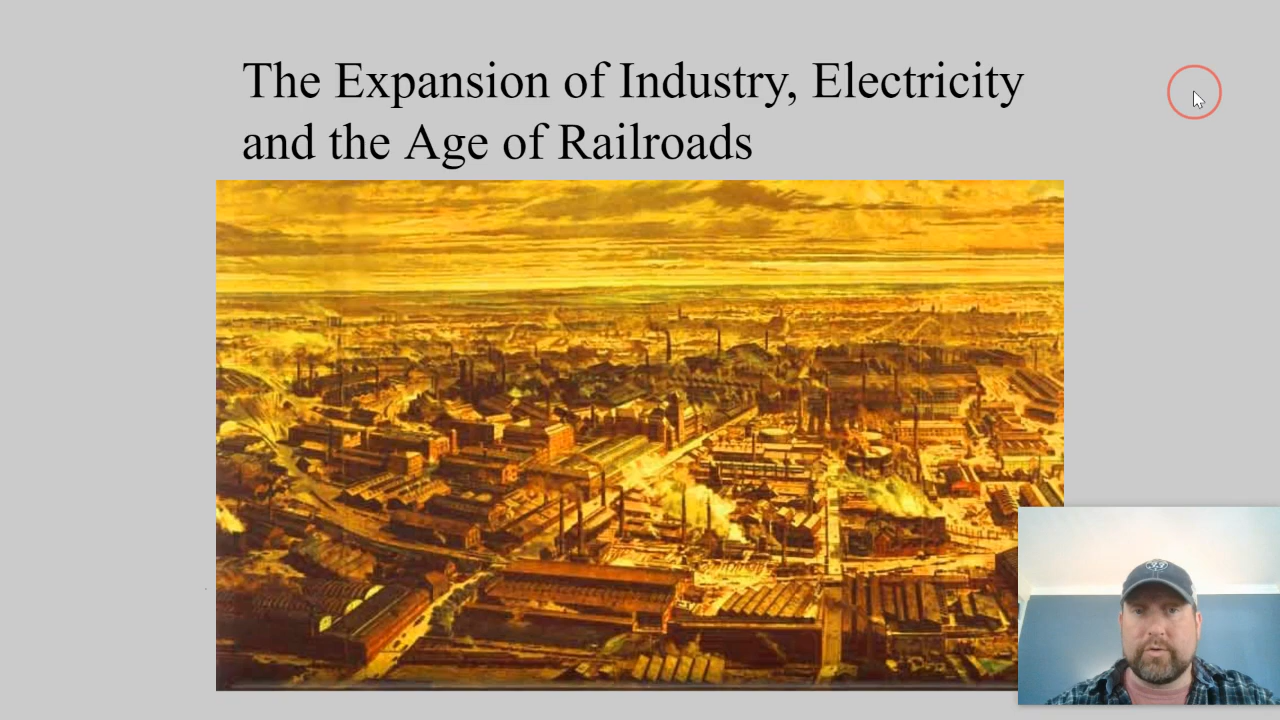 The Expansion of Industry, Electricity
and the Age of Railroads